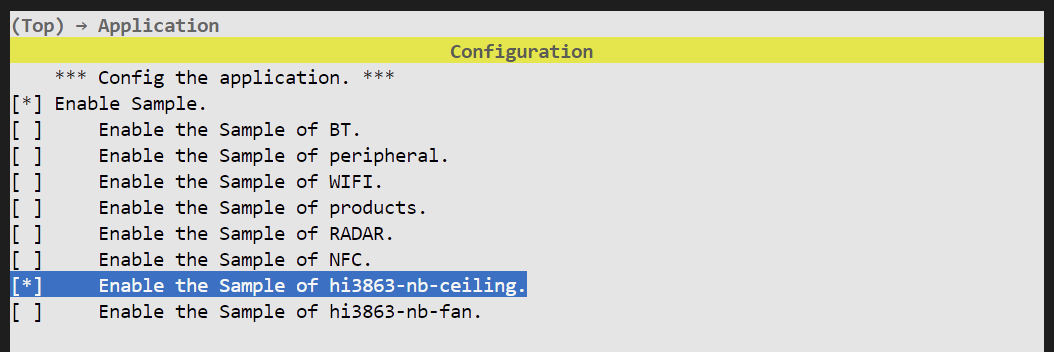 (Top) → Application
Configuration
*** Config the application. ***
[*] Enable Sample.
[ ] Enable the Sample of BT.
[ ] Enable the Sample of peripheral.
[ ] Enable the Sample of WIFI.
[ ] Enable the Sample of products.
[ ] Enable the Sample of RADAR.
[ ] Enable the Sample of NFC.
[*] Enable the Sample of hi3863-nb-ceiling.
[ ] Enable the Sample of hi3863-nb-fan.